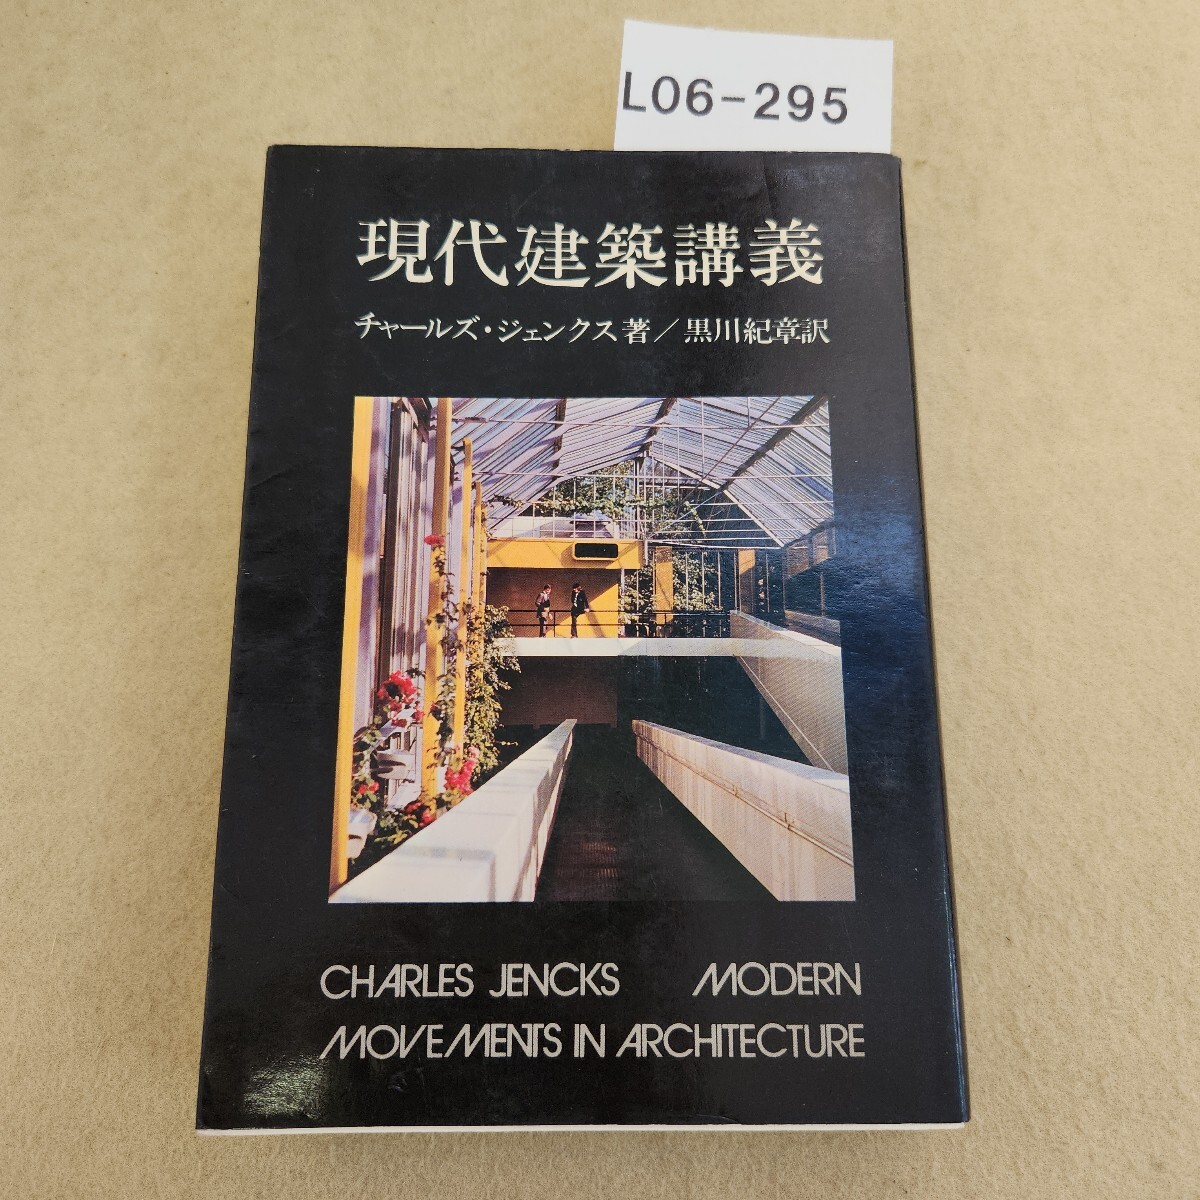 L06-295
現代建築講義
チャールズ・ジェンクス著／黒川紀章訳
CHARLES JENCKS MODERN
MOVEMENTS IN ARCHITECTURE